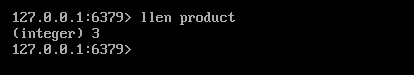 127.0.0.1:6379> llen product
(integer) 3
127.0.0.1:6379>